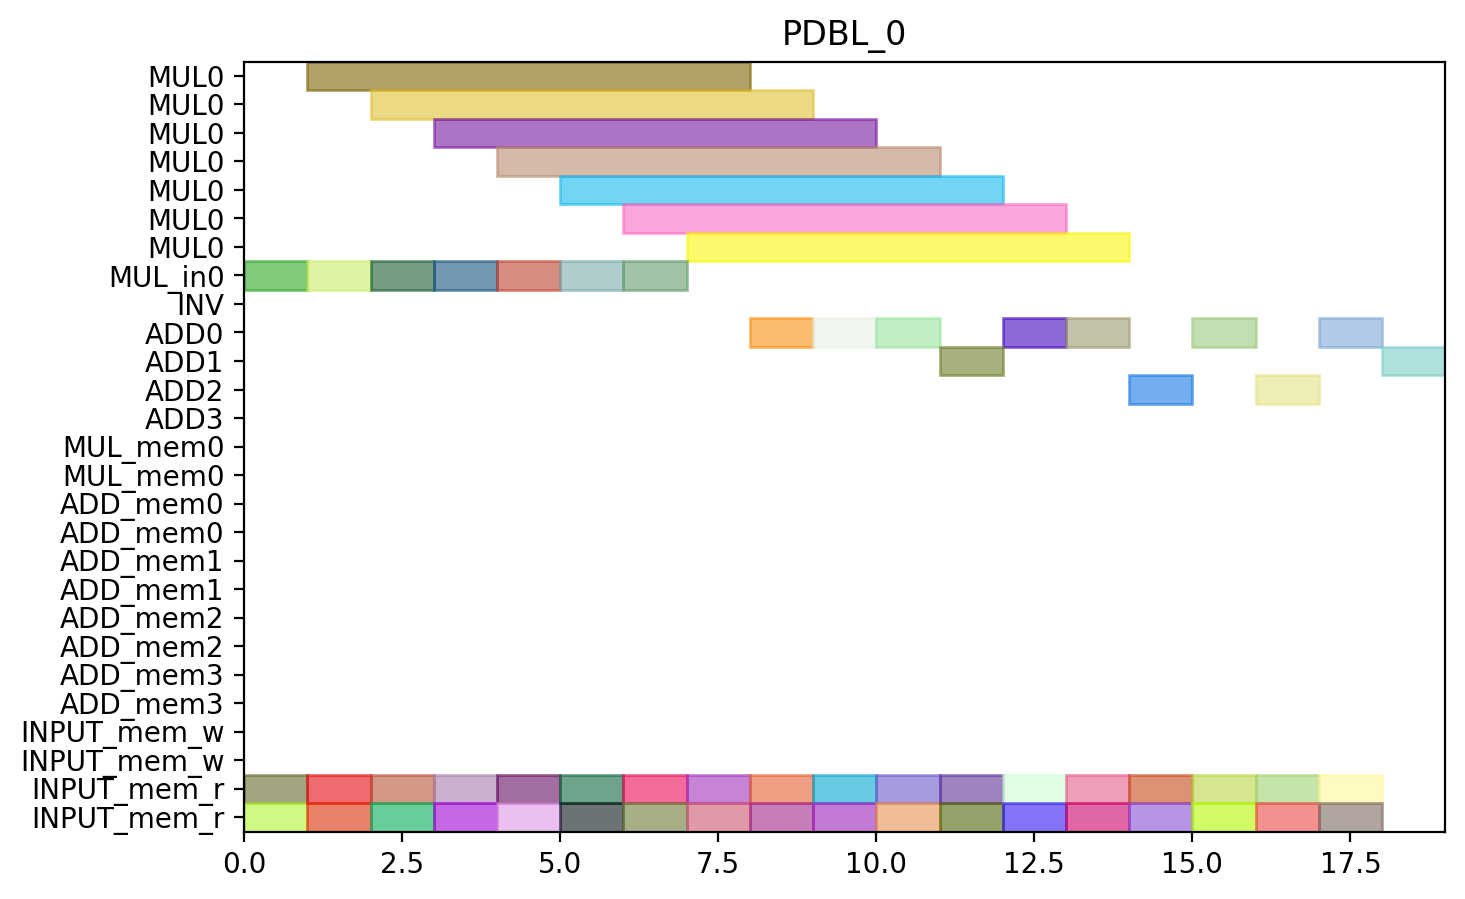 PDBL_0
MUL0
MUL0
MUL0
MUL0
MUL0
MUL0
MUL0
MUL_in0
INV
ADD0
ADD1
ADD2
ADD3
MUL_mem0
MUL_mem0
ADD_mem0
ADD_mem0
ADD_mem1
ADD_mem1
ADD_mem2
ADD_mem2
ADD_mem3
ADD_mem3
INPUT_mem_w
INPUT_mem_w
INPUT_mem_r
INPUT_mem_r
0.0 2.5 5.0 7.5 10.0 12.5 15.0 17.5